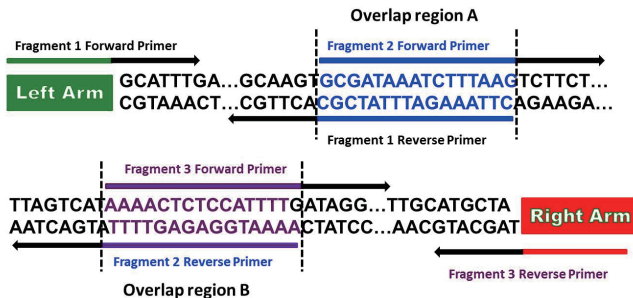 Overlap region A
Fragment 1 Forward Primer
Fragment 2 Forward Primer
Left Arm
GCATTTGA...GCAAGTGCGATAAATCTTTAAGTCTTCT...
CGTAAACT...CGTTCACGCTATTTAGAAATTCAGAAGA...
Fragment 1 Reverse Primer
Fragment 3 Forward Primer
TTAGTCATAAAACTCTCCATTTTGATAGG...TTGCATGCTA
AATCAGTATTTTGAGAGGTAAAACTATCC...AACGTACGAT
Right Arm
Fragment 2 Reverse Primer
Fragment 3 Reverse Primer
Overlap region B